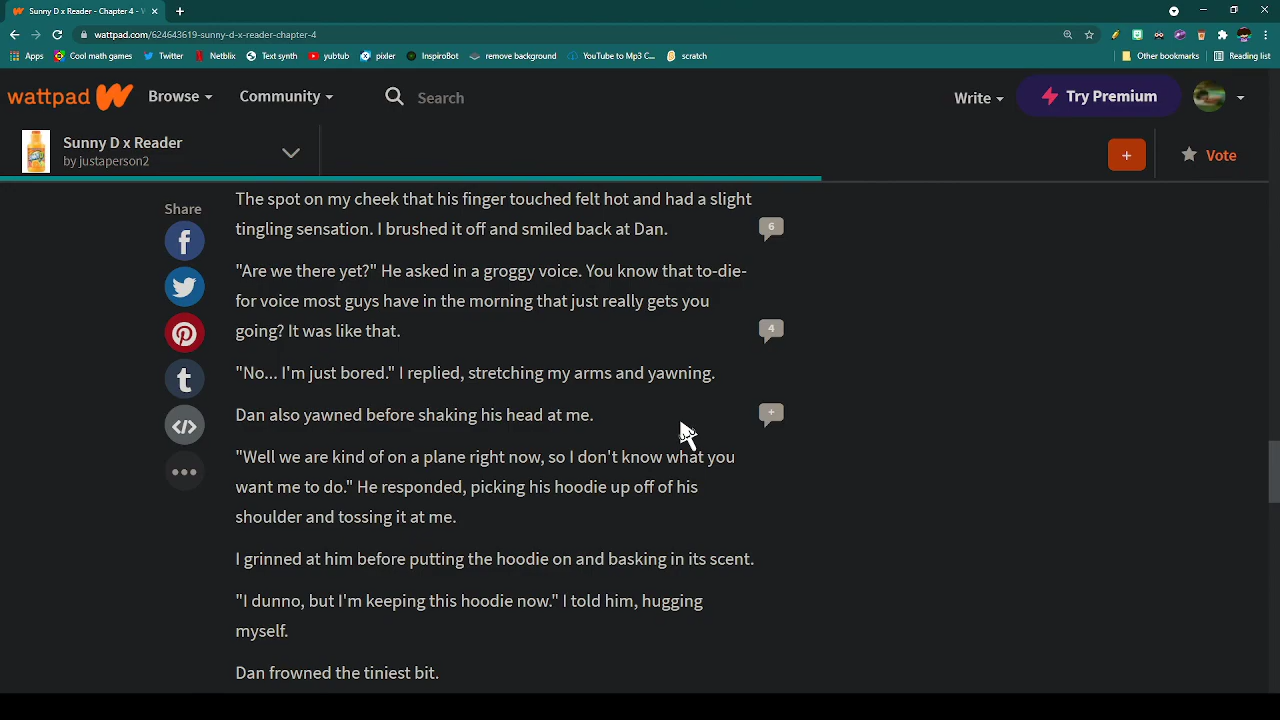 Sunny D x Reader - Chapter 4 - W
wattpad.com/624643619-sunny-d-x-reader-chapter-4
Apps Cool math games Twitter Netblix Text synth yubtub pixler InspiroBot remove background YouTube to Mp3 C... scratch Other bookmarks Reading list
wattpad Browse Community Search Write Try Premium
Sunny D x Reader
by justaperson2
+ Vote
Share
The spot on my cheek that his finger touched felt hot and had a slight
tingling sensation. I brushed it off and smiled back at Dan.
6
"Are we there yet?" He asked in a groggy voice. You know that to-die-
for voice most guys have in the morning that just really gets you
going? It was like that.
4
"No... I'm just bored." I replied, stretching my arms and yawning.
Dan also yawned before shaking his head at me.
+
"Well we are kind of on a plane right now, so I don't know what you
want me to do." He responded, picking his hoodie up off of his
shoulder and tossing it at me.
I grinned at him before putting the hoodie on and basking in its scent.
"I dunno, but I'm keeping this hoodie now." I told him, hugging
myself.
Dan frowned the tiniest bit.